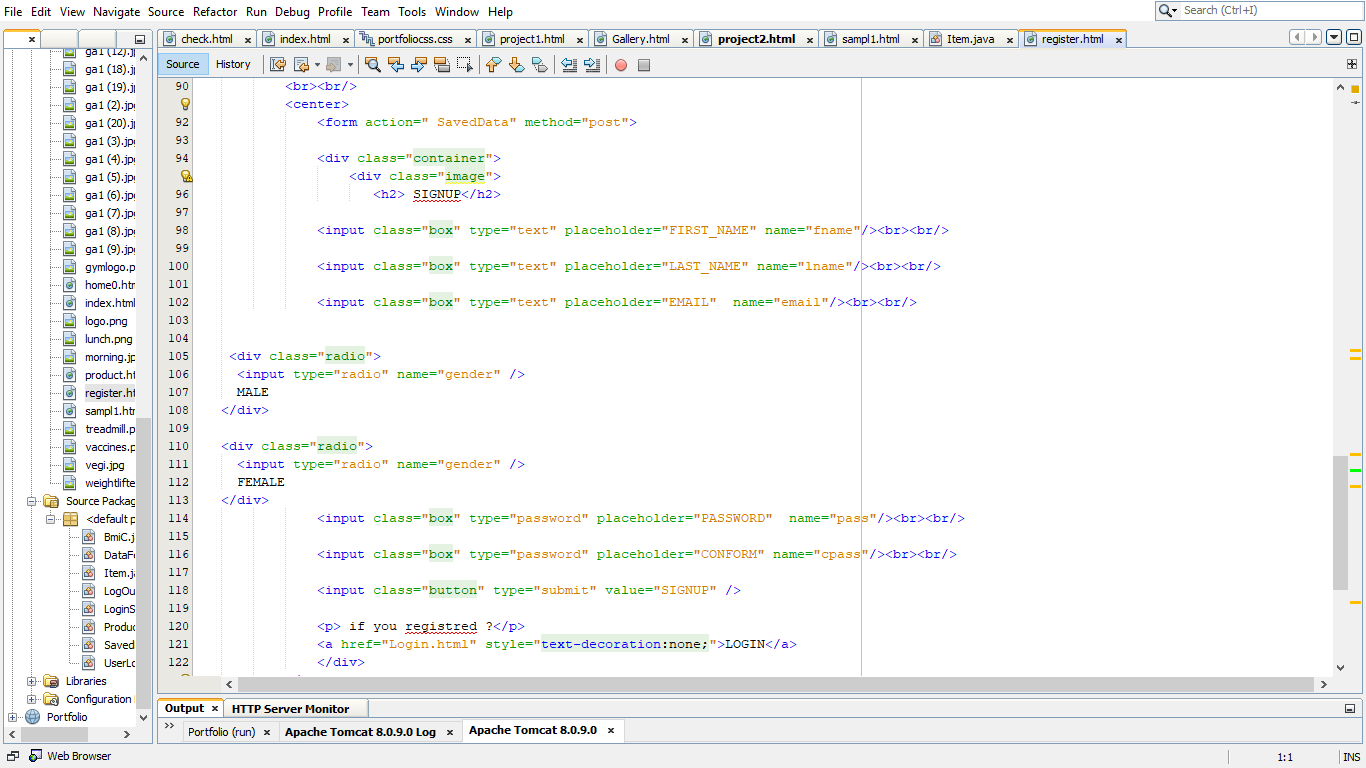 File Edit View Navigate Source Refactor Run Debug Profile Team Tools Window Help
Search (Ctrl+I)
check.html index.html portfoliocss.css project1.html Gallery.html project2.html sampl1.html Item.java register.html
Source History
ga1 (12).j
ga1 (18).j
ga1 (19).j
ga1 (2).jp
ga1 (20).j
ga1 (3).jp
ga1 (4).jp
ga1 (5).jp
ga1 (6).jp
ga1 (7).jp
ga1 (8).jp
ga1 (9).jp
gymlogo.p
home0.htm
index.html
logo.png
lunch.png
morning.jp
product.ht
register.ht
sampl1.htm
treadmill.p
vaccines.p
vegi.jpg
weightlifte
Source Packag
<default p
BmiC.j
DataFo
Item.ja
LogOu
LoginS
Produc
Saved
UserLo
Libraries
Configuration
Portfolio
90 <br><br/>
<center>
92 <form action=" SavedData" method="post">
93
94 <div class="container">
<div class="image">
96 <h2> SIGNUP</h2>
97
98 <input class="box" type="text" placeholder="FIRST_NAME" name="fname"/><br><br/>
99
100 <input class="box" type="text" placeholder="LAST_NAME" name="lname"/><br><br/>
101
102 <input class="box" type="text" placeholder="EMAIL"  name="email"/><br><br/>
103
104
105 <div class="radio">
106 <input type="radio" name="gender" />
107 MALE
108 </div>
109
110 <div class="radio">
111 <input type="radio" name="gender" />
112 FEMALE
113 </div>
114 <input class="box" type="password" placeholder="PASSWORD"  name="pass"/><br><br/>
115
116 <input class="box" type="password" placeholder="CONFORM" name="cpass"/><br><br/>
117
118 <input class="button" type="submit" value="SIGNUP" />
119
120 <p> if you registred ?</p>
121 <a href="Login.html" style="text-decoration:none;">LOGIN</a>
122 </div>
Output HTTP Server Monitor
Portfolio (run) Apache Tomcat 8.0.9.0 Log Apache Tomcat 8.0.9.0
Web Browser 1:1 INS